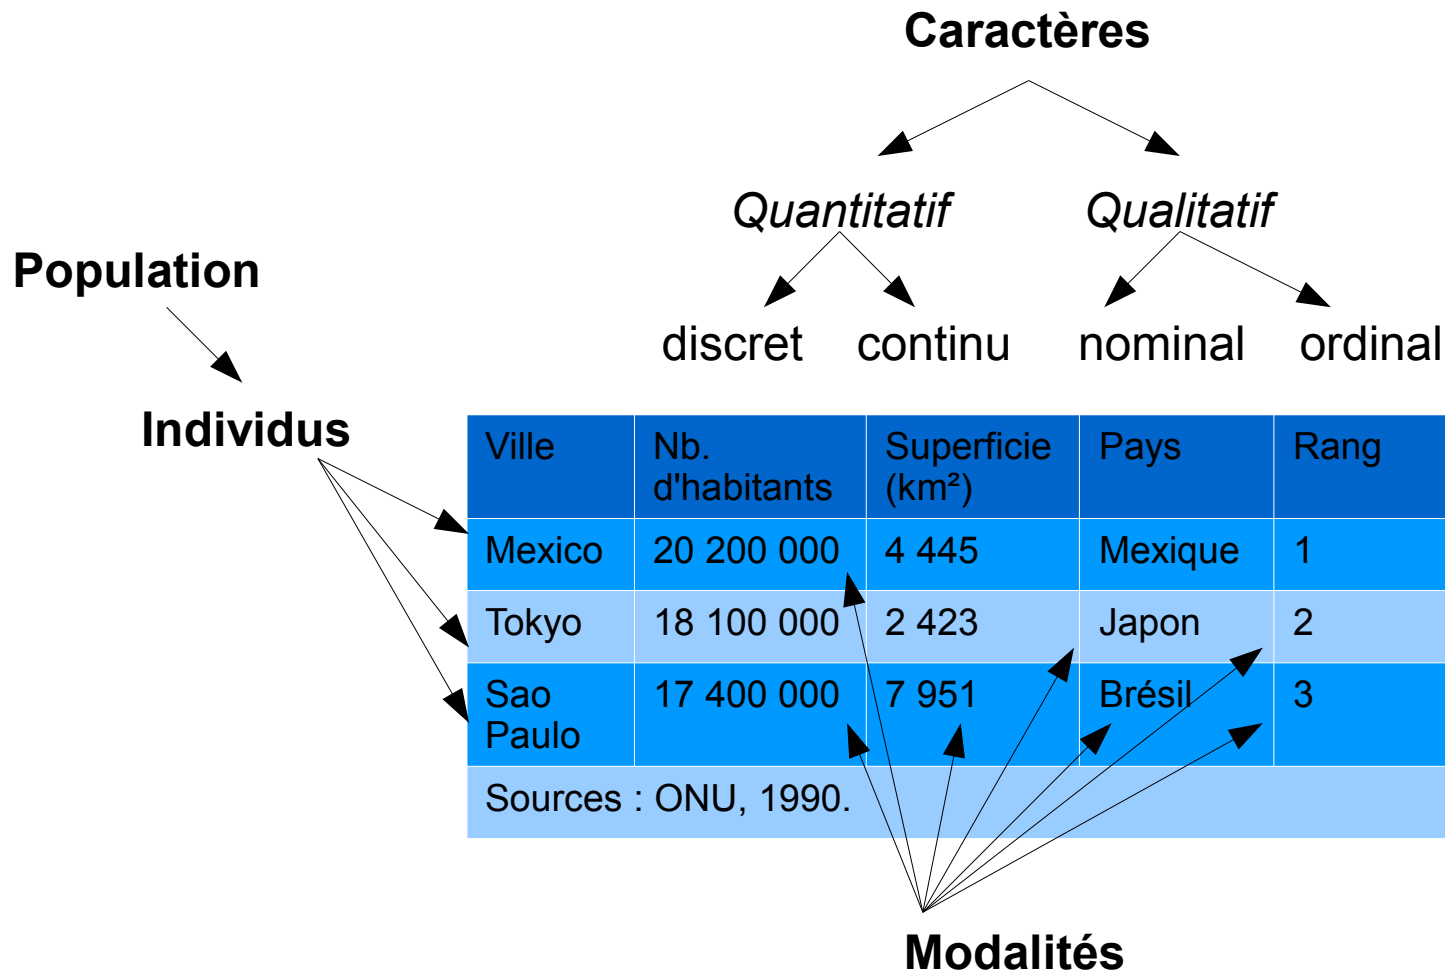 Caractères
Quantitatif Qualitatif
Population
discret continu nominal ordinal
Individus
Ville Nb. d'habitants Superficie (km²) Pays Rang
Mexico 20 200 000 4 445 Mexique 1
Tokyo 18 100 000 2 423 Japon 2
Sao Paulo 17 400 000 7 951 Brésil 3
Sources : ONU, 1990.
Modalités